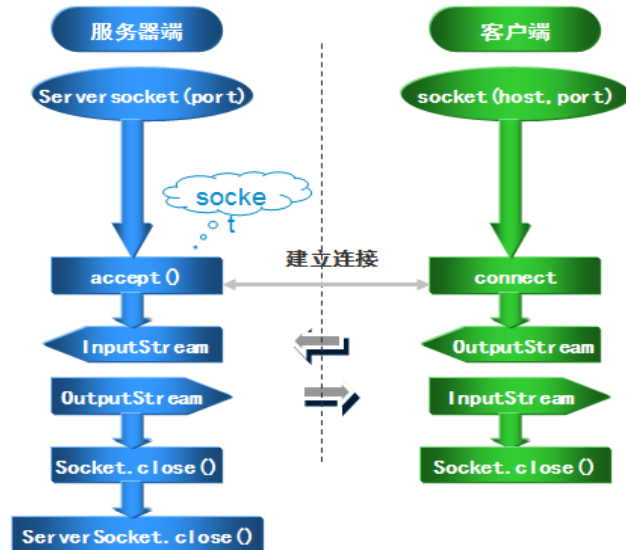 服务器端
客户端
Serversocket(port)
socket(host.port)
socke
t
建立连接
accept()
connect
InputStream
OutputStream
OutputStream
InputStream
Socket.close()
Socket.close()
ServerSocket.close()